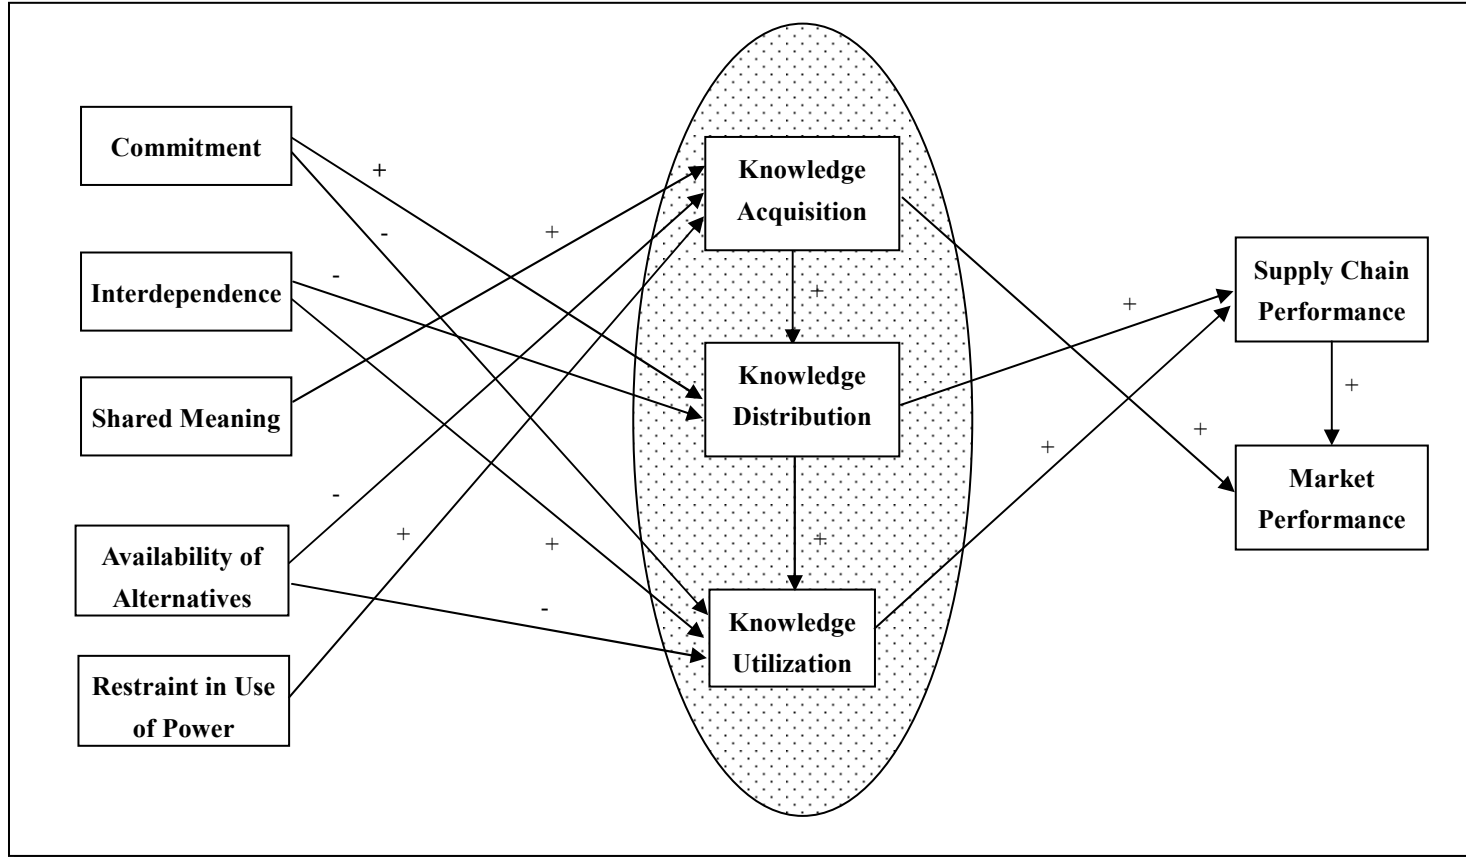 Commitment
Interdependence
Shared Meaning
Availability of
Alternatives
Restraint in Use
of Power
+
-
+
-
-
+
+
-
Knowledge
Acquisition
+
Knowledge
Distribution
+
Knowledge
Utilization
+
+
+
Supply Chain
Performance
+
Market
Performance